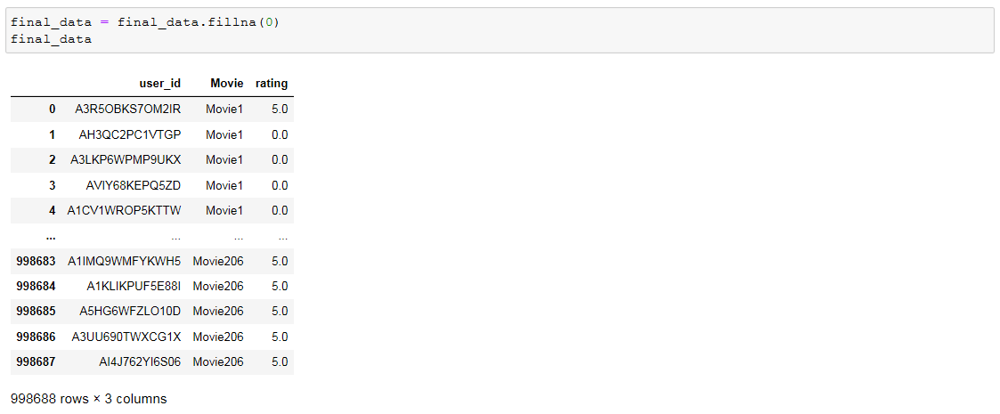 final_data = final_data.fillna(0)
final_data
user_id Movie rating
0 A3R5OBKS7OM2IR Movie1 5.0
1 AH3QC2PC1VTGP Movie1 0.0
2 A3LKP6WPMP9UKX Movie1 0.0
3 AVIY68KEPQ5ZD Movie1 0.0
4 A1CV1WROP5KTTW Movie1 0.0
... ... ... ...
998683 A1IMQ9WMFYKWH5 Movie206 5.0
998684 A1KLIKPUF5E88I Movie206 5.0
998685 A5HG6WFZLO10D Movie206 5.0
998686 A3UU690TWXCG1X Movie206 5.0
998687 AI4J762YI6S06 Movie206 5.0
998688 rows × 3 columns